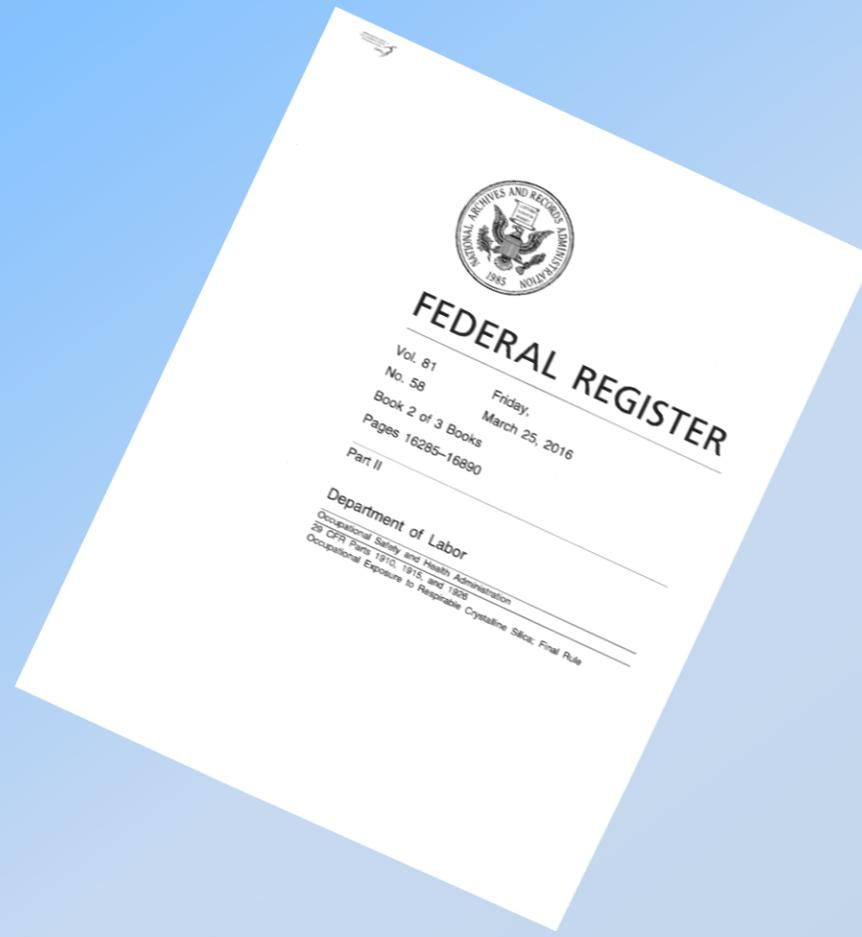 NATIONAL ARCHIVES AND RECORDS ADMINISTRATION
1985
FEDERAL REGISTER
Vol. 81 Friday,
No. 58 March 25, 2016
Book 2 of 3 Books
Pages 16285–16890
Part II
Department of Labor
Occupational Safety and Health Administration
29 CFR Parts 1910, 1915, and 1926
Occupational Exposure to Respirable Crystalline Silica; Final Rule